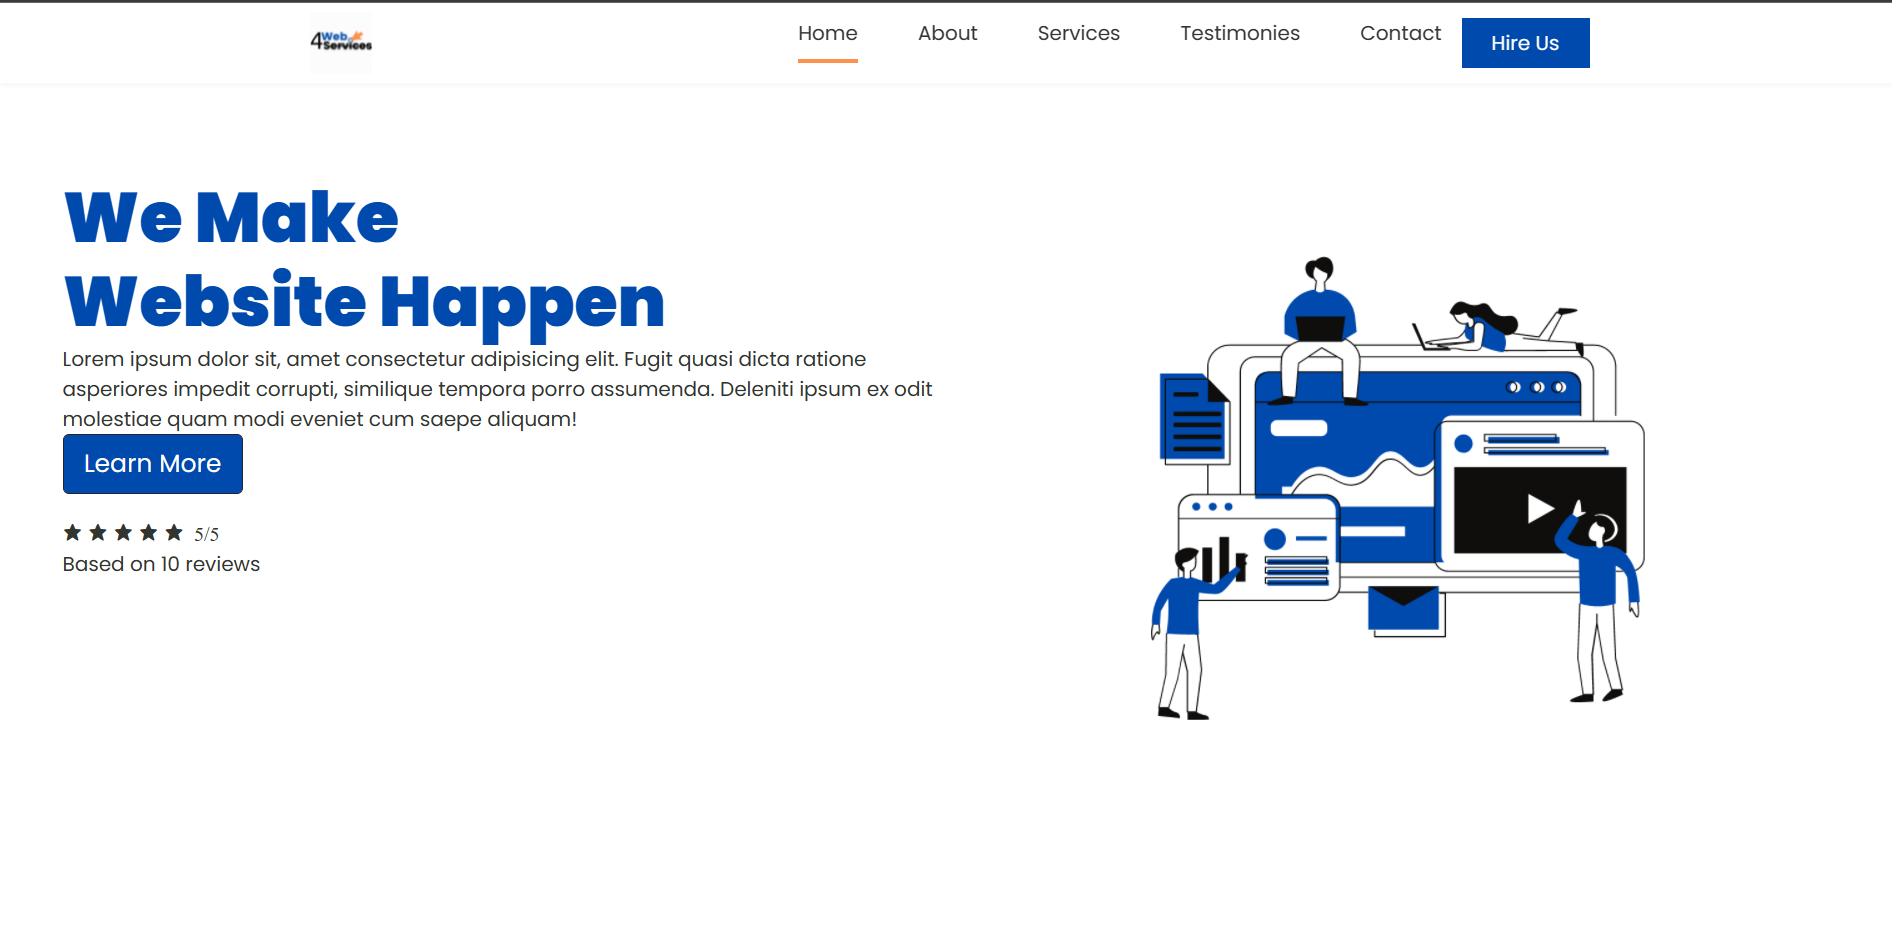 4Web
Services
Home
About
Services
Testimonies
Contact
Hire Us
We Make
Website Happen
Lorem ipsum dolor sit, amet consectetur adipisicing elit. Fugit quasi dicta ratione
asperiores impedit corrupti, similique tempora porro assumenda. Deleniti ipsum ex odit
molestiae quam modi eveniet cum saepe aliquam!
Learn More
5/5
Based on 10 reviews